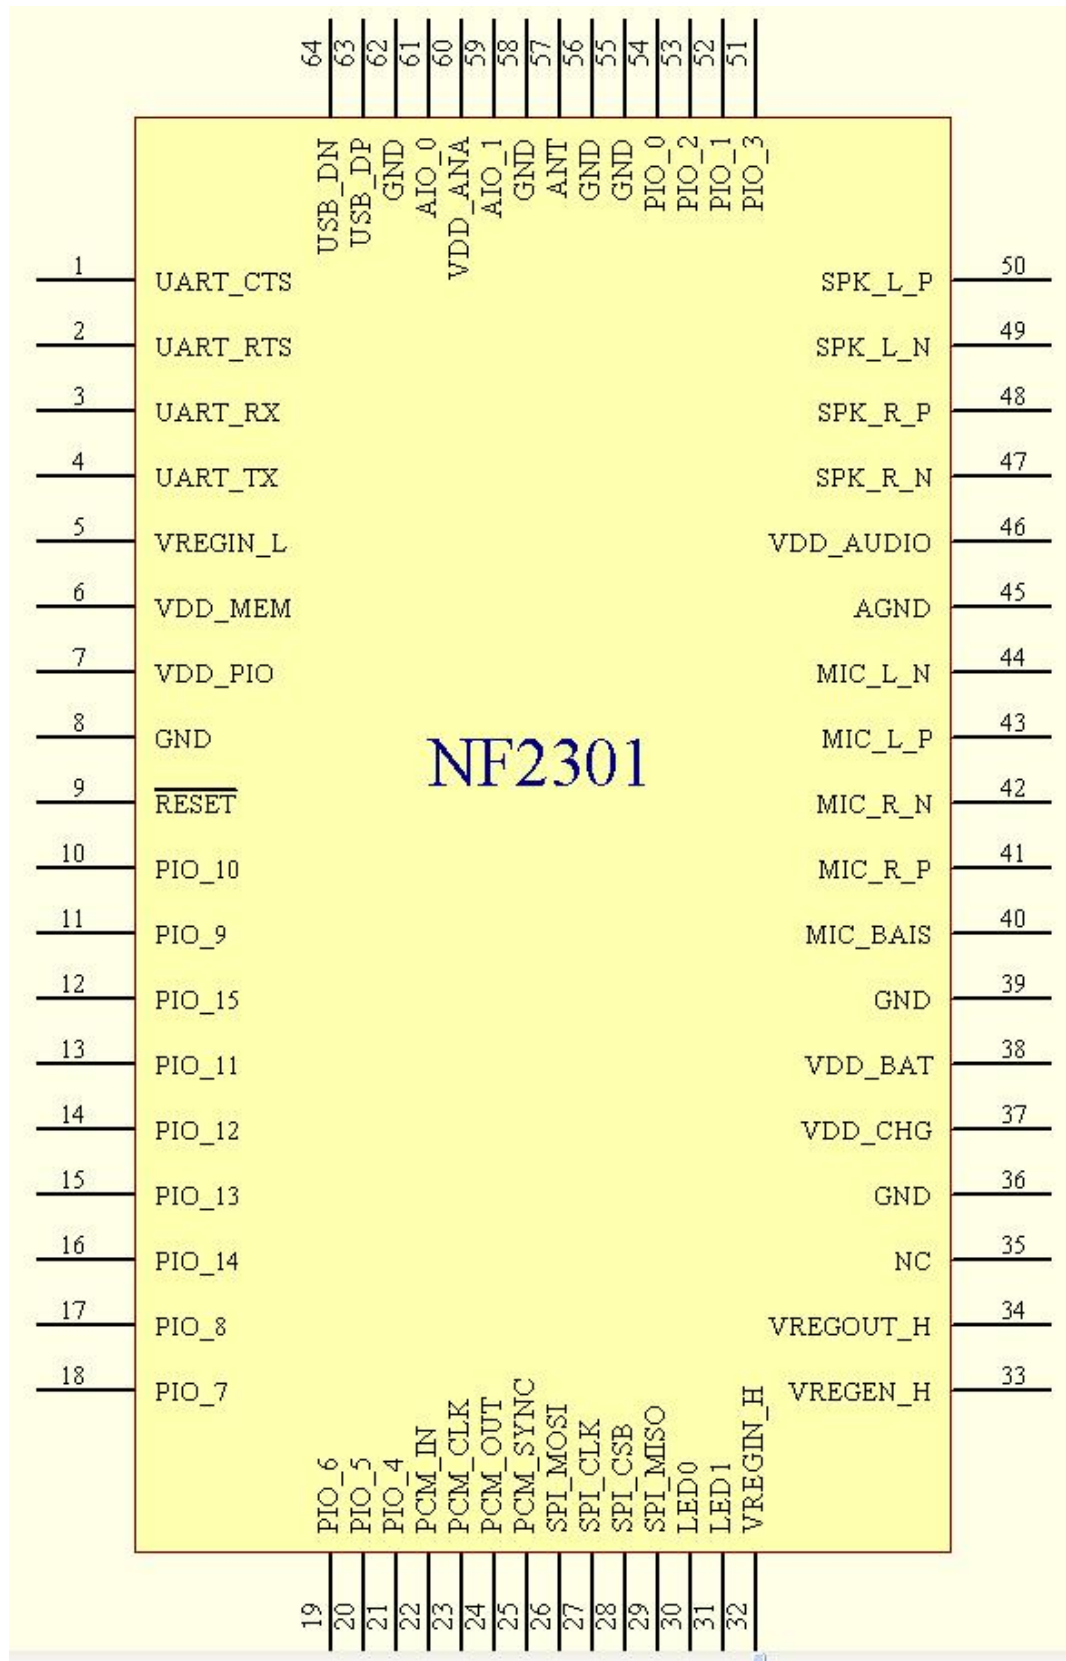 64 63 62 61 60 59 58 57 56 55 54 53 52 51
USB_DN
USB_DP
GND
AIO_0
VDD_ANA
AIO_1
GND
ANT
GND
GND
PIO_0
PIO_2
PIO_1
PIO_3
1 UART_CTS SPK_L_P 50
2 UART_RTS SPK_L_N 49
3 UART_RX SPK_R_P 48
4 UART_TX SPK_R_N 47
5 VREGIN_L VDD_AUDIO 46
6 VDD_MEM AGND 45
7 VDD_PIO MIC_L_N 44
8 GND MIC_L_P 43
NF2301
9 RESET MIC_R_N 42
10 PIO_10 MIC_R_P 41
11 PIO_9 MIC_BAIS 40
12 PIO_15 GND 39
13 PIO_11 VDD_BAT 38
14 PIO_12 VDD_CHG 37
15 PIO_13 GND 36
16 PIO_14 NC 35
17 PIO_8 VREGOUT_H 34
18 PIO_7 VREGEN_H 33
PIO_6
PIO_5
PIO_4
PCM_IN
PCM_CLK
PCM_OUT
PCM_SYNC
SPI_MOSI
SPI_CLK
SPI_CSB
SPI_MISO
LED0
LED1
VREGIN_H
19 20 21 22 23 24 25 26 27 28 29 30 31 32